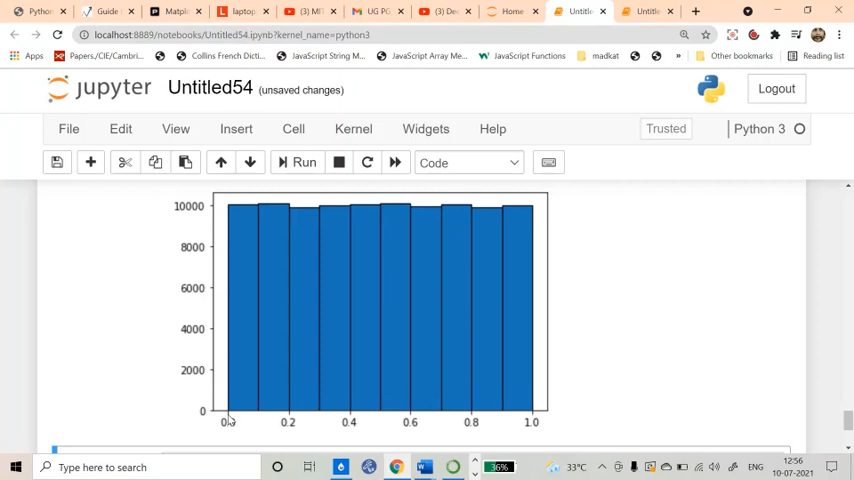 Python
Guide
Matpl
laptop
(3) MIT
UG PG
(3) De
Home
Untitle
Untitle
localhost:8889/notebooks/Untitled54.ipynb?kernel_name=python3
Apps
Papers./CIE/Cambri...
Collins French Dictio...
JavaScript String M...
JavaScript Array Me...
JavaScript Functions
madkat
»
Other bookmarks
Reading list
jupyter Untitled54 (unsaved changes)
Logout
File Edit View Insert Cell Kernel Widgets Help
Trusted
Python 3
Run
Code
10000
8000
6000
4000
2000
0
0.2 0.4 0.6 0.8 1.0
Type here to search
36%
33°C
ENG
12:56
10-07-2021